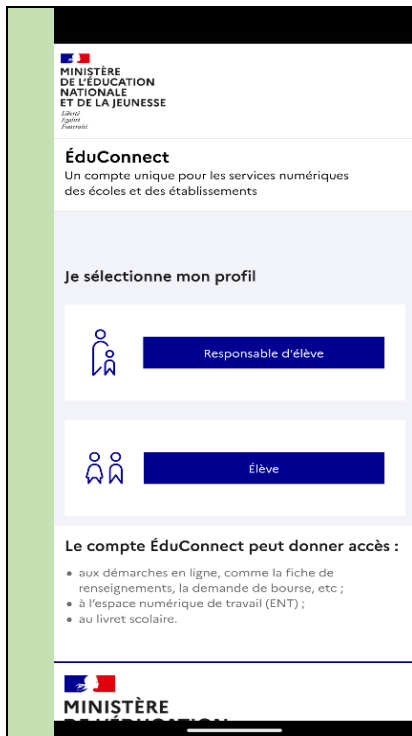 MINISTÈRE
DE L'ÉDUCATION
NATIONALE
ET DE LA JEUNESSE
Liberté
Égalité
Fraternité
ÉduConnect
Un compte unique pour les services numériques
des écoles et des établissements
Je sélectionne mon profil
Responsable d'élève
Élève
Le compte ÉduConnect peut donner accès :
• aux démarches en ligne, comme la fiche de
renseignements, la demande de bourse, etc ;
• à l'espace numérique de travail (ENT) ;
• au livret scolaire.
MINISTÈRE
DE L'ÉDUCATION